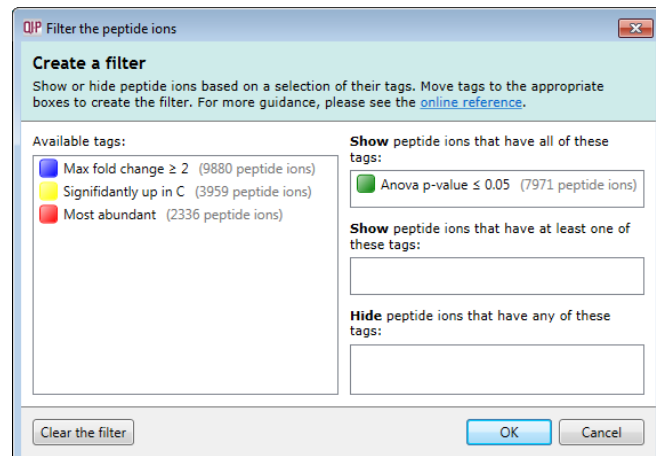 QIP Filter the peptide ions
Create a filter
Show or hide peptide ions based on a selection of their tags. Move tags to the appropriate
boxes to create the filter. For more guidance, please see the online reference.
Available tags:
Max fold change ≥ 2 (9880 peptide ions)
Signifidantly up in C (3959 peptide ions)
Most abundant (2336 peptide ions)
Show peptide ions that have all of these
tags:
Anova p-value ≤ 0.05 (7971 peptide ions)
Show peptide ions that have at least one of
these tags:
Hide peptide ions that have any of these
tags:
Clear the filter
OK
Cancel